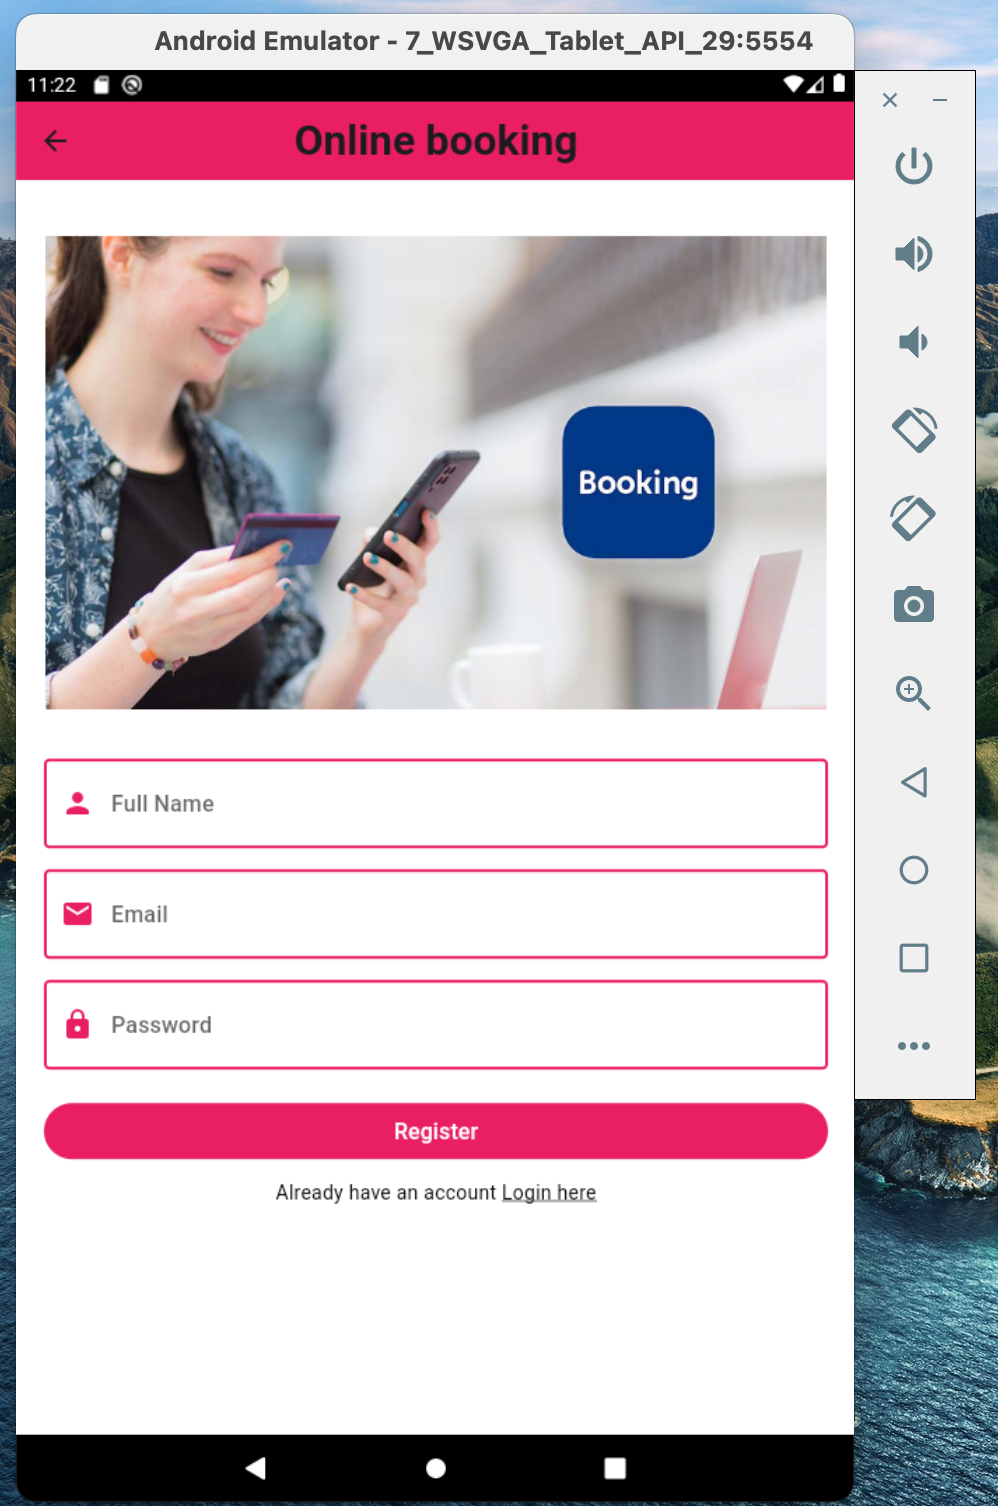 Android Emulator - 7_WSVGA_Tablet_API_29:5554
11:22
Online booking
Booking
Full Name
Email
Password
Register
Already have an account Login here